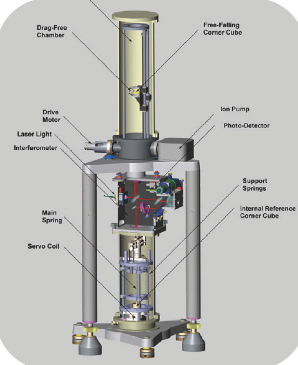 Drag-Free
Chamber
Free-Falling
Corner Cube
Drive
Motor
Laser Light
Interferometer
Ion Pump
Photo-Detector
Support
Springs
Main
Spring
Internal Reference
Corner Cube
Servo Coil